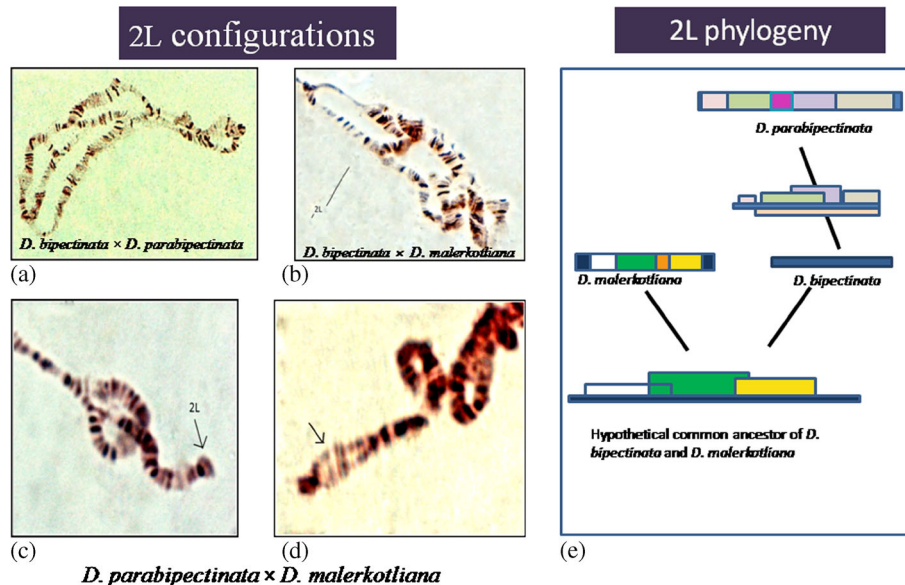 2L configurations
2L phylogeny
D. bipectinata × D. parabipectinata
(a)
2L
D. bipectinata × D. malerkotliana
(b)
2L
(c)
(d)
D. parabipectinata × D. malerkotliana
D. parabipectinata
D. malerkotliana
D. bipectinata
Hypothetical common ancestor of D.
bipectinata and D. malerkotliana
(e)